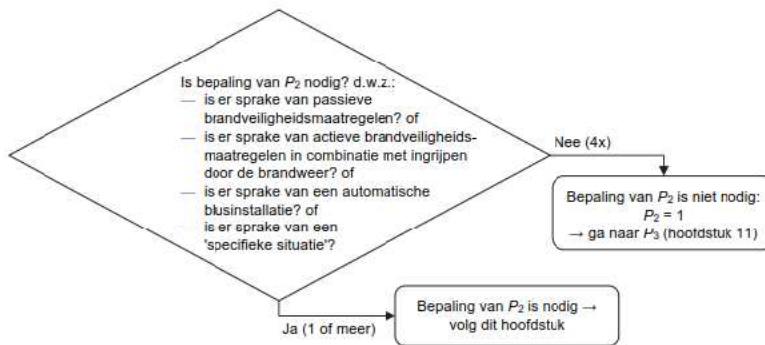 Is bepaling van P₂ nodig? d.w.z.:
— is er sprake van passieve
brandveiligheidsmaatregelen? of
— is er sprake van actieve brandveiligheids-
maatregelen in combinatie met ingrijpen
door de brandweer? of
— is er sprake van een automatische
blusinstallatie? of
is er sprake van een
'specifieke situatie'?
Nee (4x)
Bepaling van P₂ is niet nodig:
P₂ = 1
→ ga naar P₃ (hoofdstuk 11)
Ja (1 of meer)
Bepaling van P₂ is nodig →
volg dit hoofdstuk